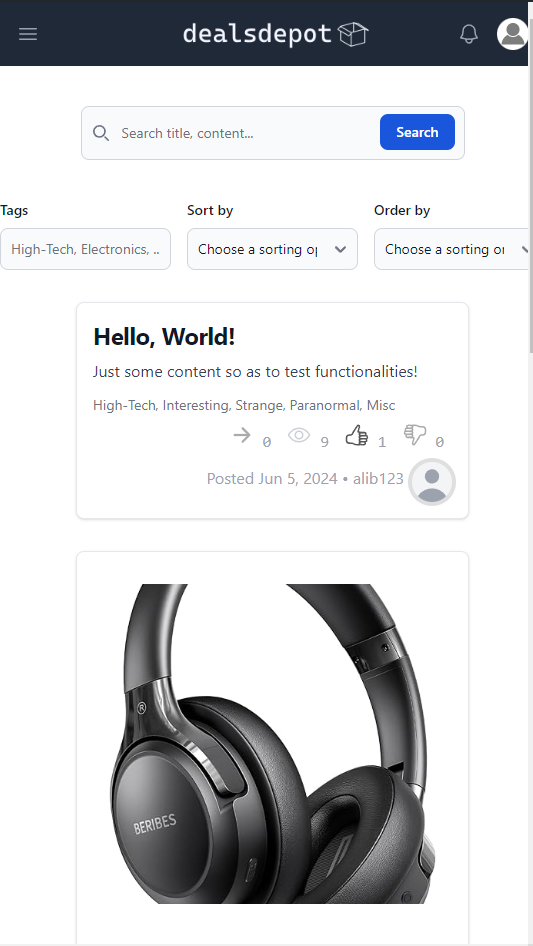 dealsdepot
Search title, content...
Search
Tags
Sort by
Order by
High-Tech, Electronics, ..
Choose a sorting op
Choose a sorting or
Hello, World!
Just some content so as to test functionalities!
High-Tech, Interesting, Strange, Paranormal, Misc
0 9 1 0
Posted Jun 5, 2024 • alib123
®
BERIBES